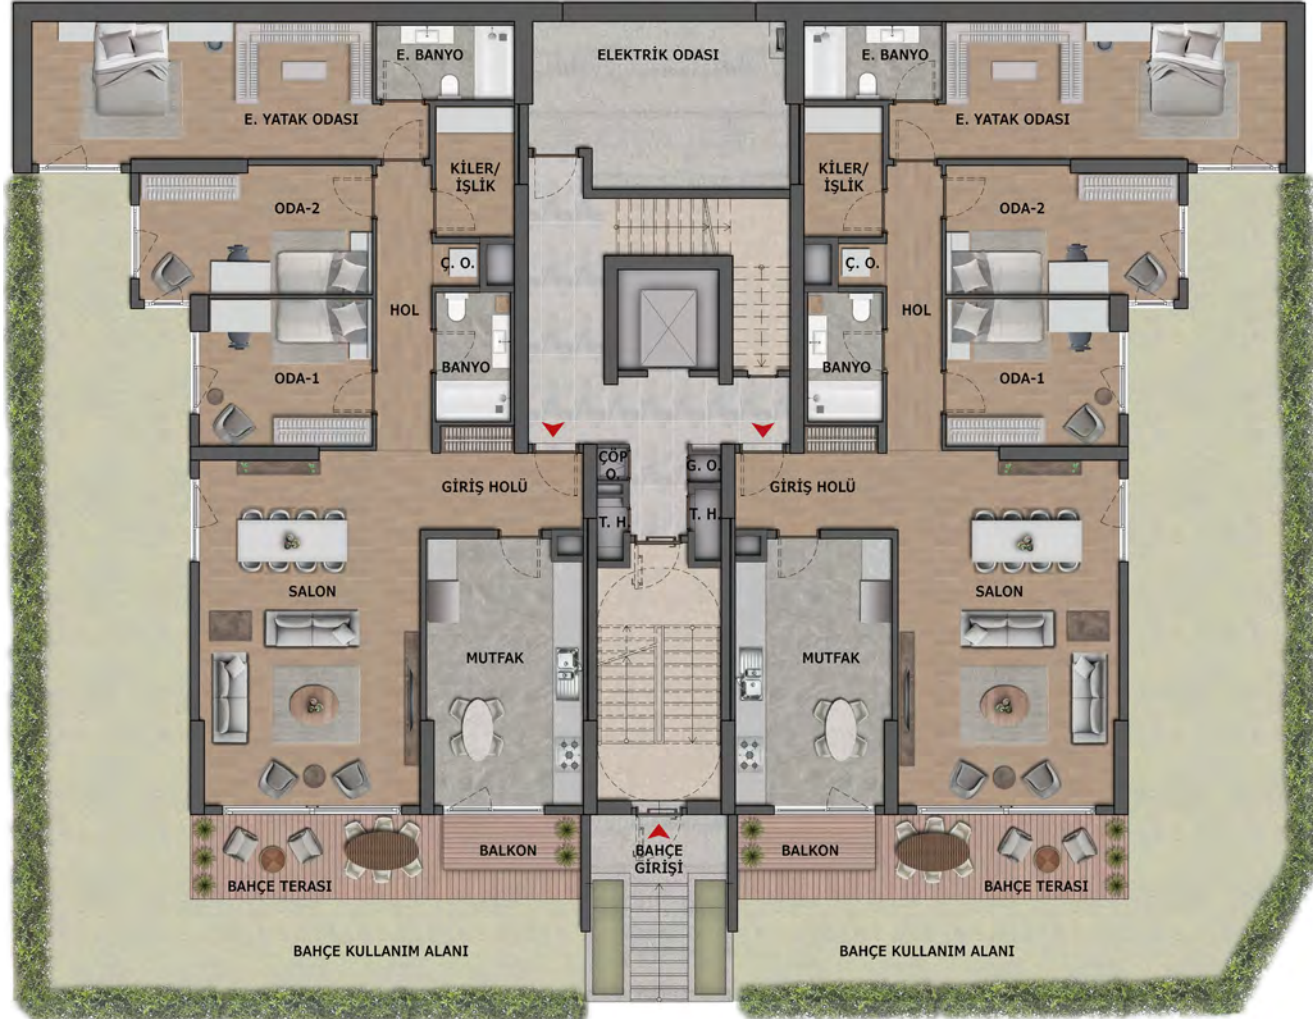 E. BANYO
ELEKTRİK ODASI
E. BANYO
E. YATAK ODASI
E. YATAK ODASI
KİLER/
İŞLİK
KİLER/
İŞLİK
ODA-2
ODA-2
Ç. O.
Ç. O.
HOL
HOL
BANYO
BANYO
ODA-1
ODA-1
ÇÖP
O.
G. O.
GİRİŞ HOLÜ
GİRİŞ HOLÜ
T. H.
T. H.
SALON
SALON
MUTFAK
MUTFAK
BALKON
BAHÇE
GİRİŞİ
BALKON
BAHÇE TERASI
BAHÇE TERASI
BAHÇE KULLANIM ALANI
BAHÇE KULLANIM ALANI